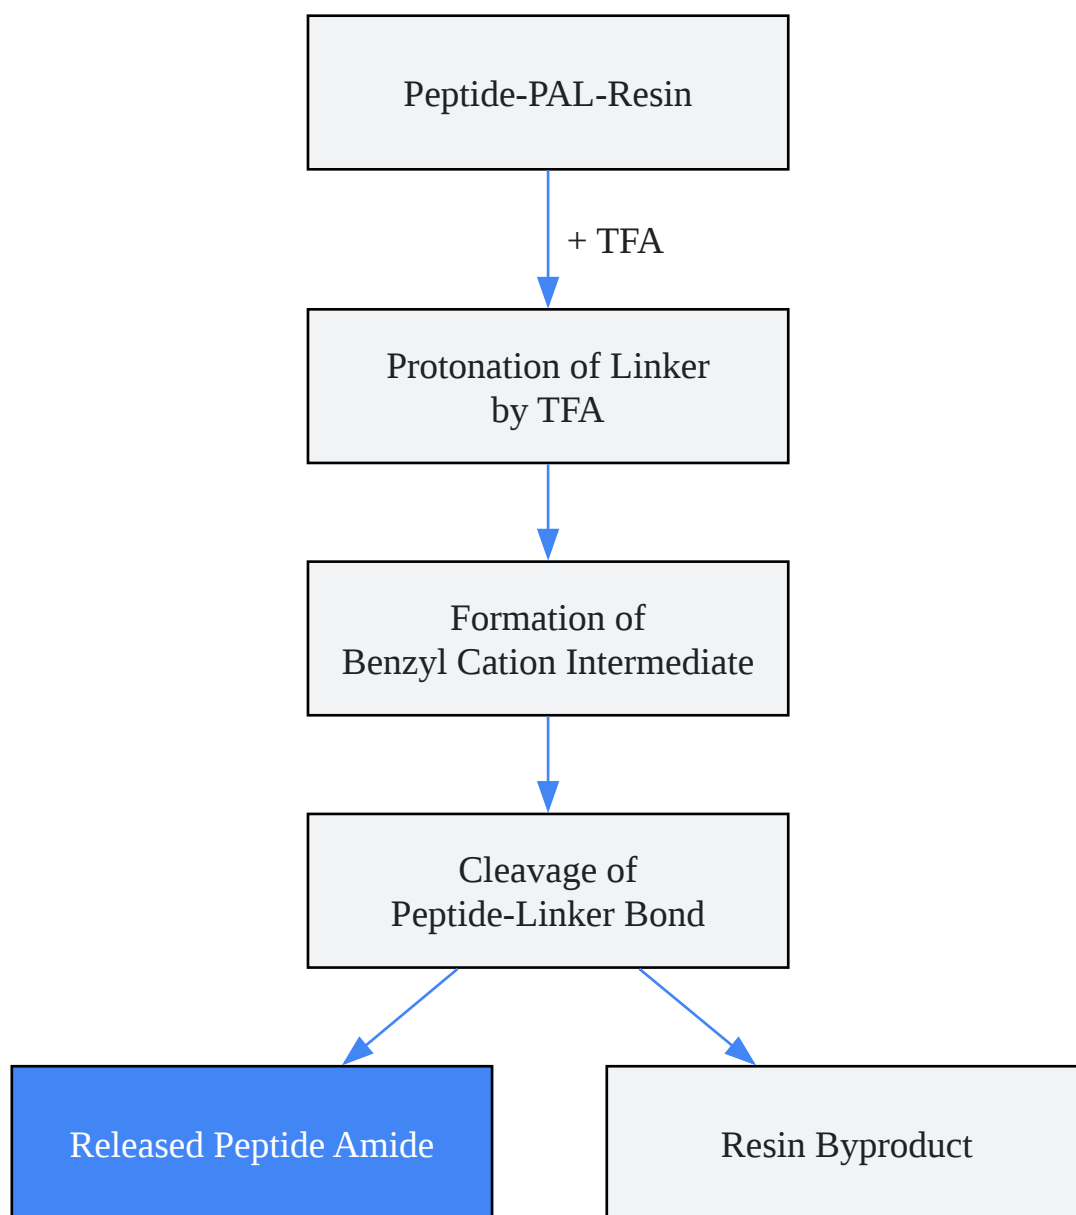 Peptide-PAL-Resin
+ TFA
Protonation of Linker
by TFA
Formation of
Benzyl Cation Intermediate
Cleavage of
Peptide-Linker Bond
Released Peptide Amide
Resin Byproduct